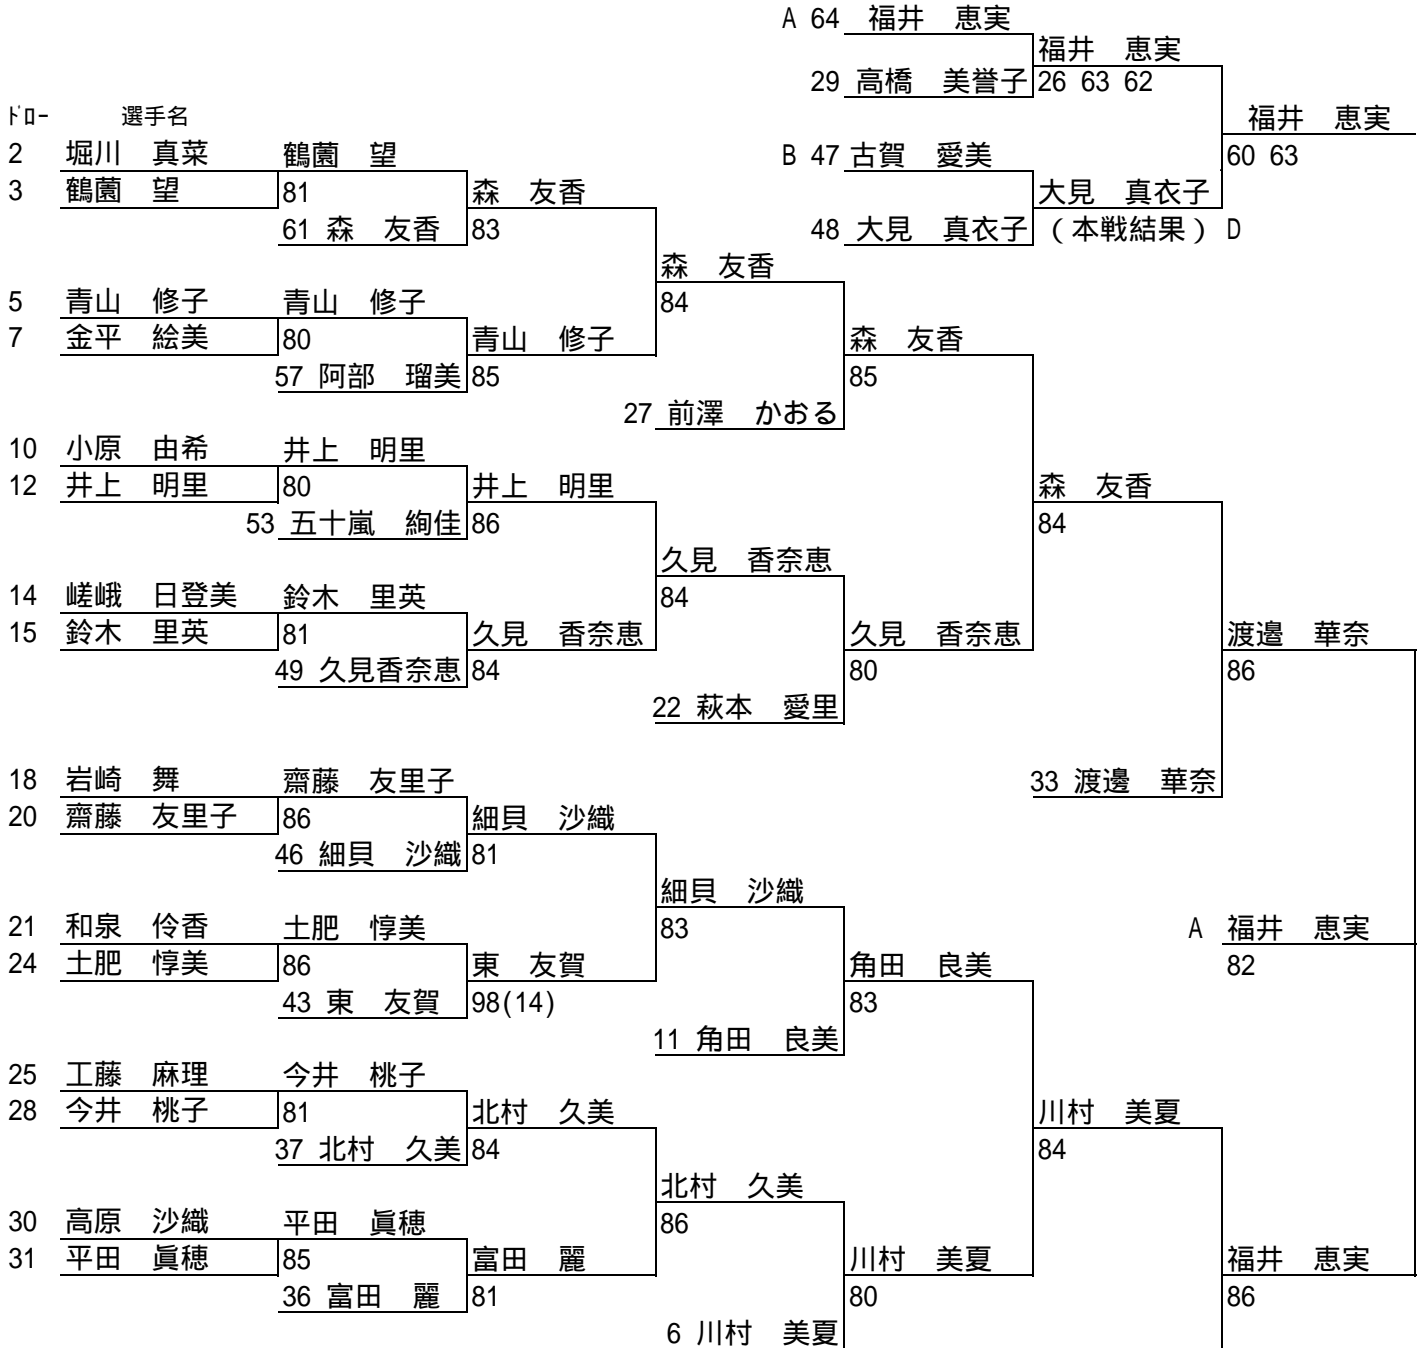 A 64 福井　恵実
福井　恵実
29 高橋　美誉子 26 63 62
ﾄﾞﾛｰ 選手名 福井　恵実
2 堀川　真菜 鶴薗　望 B 47 古賀　愛美 60 63
3 鶴薗　望 81 森　友香 大見　真衣子
61 森　友香 83 48 大見　真衣子 (本戦結果) D
森　友香
5 青山　修子 青山　修子 84
7 金平　絵美 80 青山　修子 森　友香
57 阿部　瑠美 85 85
27 前澤　かおる
10 小原　由希 井上　明里
12 井上　明里 80 井上　明里 森　友香
53 五十嵐　絢佳 86 84
久見　香奈恵
14 嵯峨　日登美 鈴木　里英 84
15 鈴木　里英 81 久見　香奈恵 久見　香奈恵 渡邊　華奈
49 久見香奈恵 84 80 86
22 萩本　愛里
18 岩崎　舞 齋藤　友里子 33 渡邊　華奈
20 齋藤　友里子 86 細貝　沙織
46 細貝　沙織 81
細貝　沙織
21 和泉　伶香 土肥　惇美 83 A 福井　恵実
24 土肥　惇美 86 東　友賀 角田　良美 82
43 東　友賀 98(14) 83
11 角田　良美
25 工藤　麻理 今井　桃子
28 今井　桃子 81 北村　久美 川村　美夏
37 北村　久美 84 84
北村　久美
30 高原　沙織 平田　眞穂 86
31 平田　眞穂 85 富田　麗 川村　美夏 福井　恵実
36 富田　麗 81 80 86
6 川村　美夏